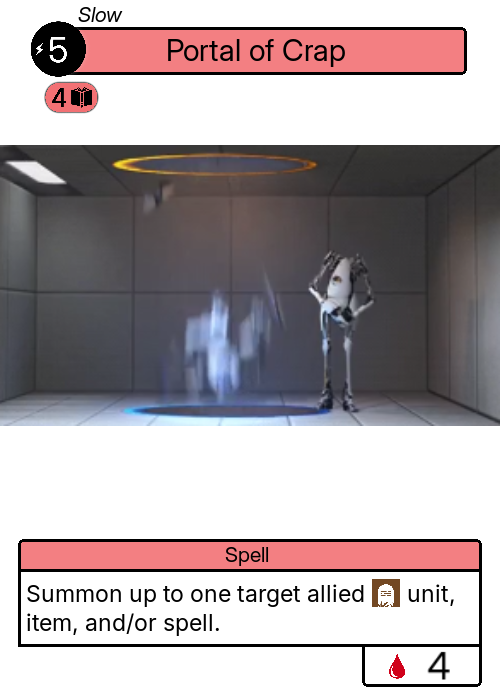 Slow
5
Portal of Crap
4
Spell
Summon up to one target allied unit,
item, and/or spell.
4